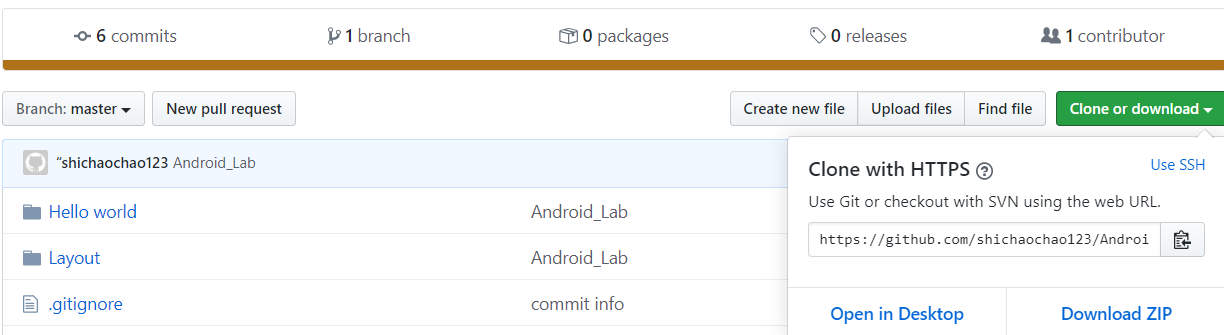 6 commits 1 branch 0 packages 0 releases 1 contributor
Branch: master New pull request Create new file Upload files Find file Clone or download
“shichaochao123 Android_Lab
Clone with HTTPS ? Use SSH
Use Git or checkout with SVN using the web URL.
Hello world Android_Lab
https://github.com/shichaochao123/Androi
Layout Android_Lab
.gitignore commit info
Open in Desktop Download ZIP